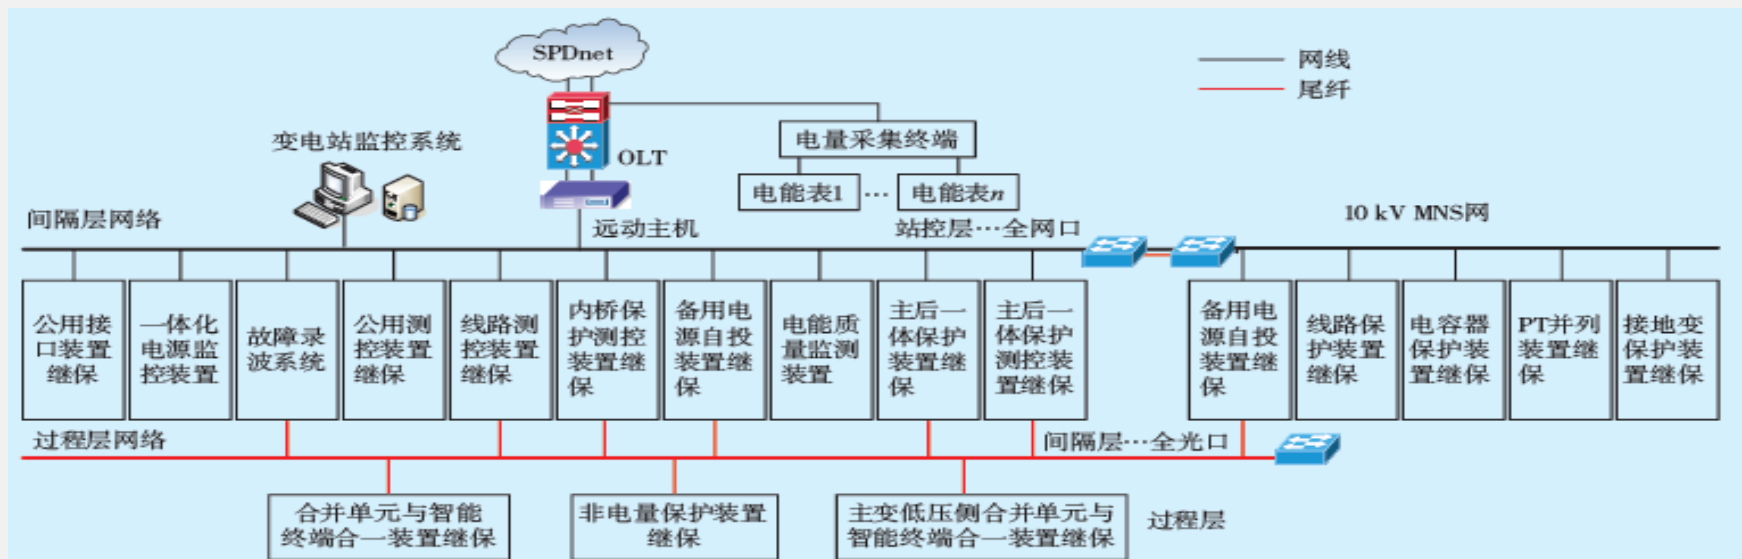 SPDnet
网线
尾纤
变电站监控系统
OLT
电量采集终端
电能表1
…
电能表n
间隔层网络
远动主机
站控层…全网口
10 kV MNS网
公用接
口装置
继保
一体化
电源监
控装置
故障录
波系统
公用测
控装置
继保
线路测
控装置
继保
内桥保
护测控
装置继
保
备用电
源自投
装置继
保
电能质
量监测
装置
主后一
体保护
装置继
保
主后一
体保护
测控装
置继保
备用电
源自投
装置继
保
线路保
护装置
继保
电容器
保护装
置继保
PT并列
装置继
保
接地变
保护装
置继保
过程层网络
间隔层…全光口
合并单元与智能
终端合一装置继保
非电量保护装置
继保
主变低压侧合并单元与
智能终端合一装置继保
过程层